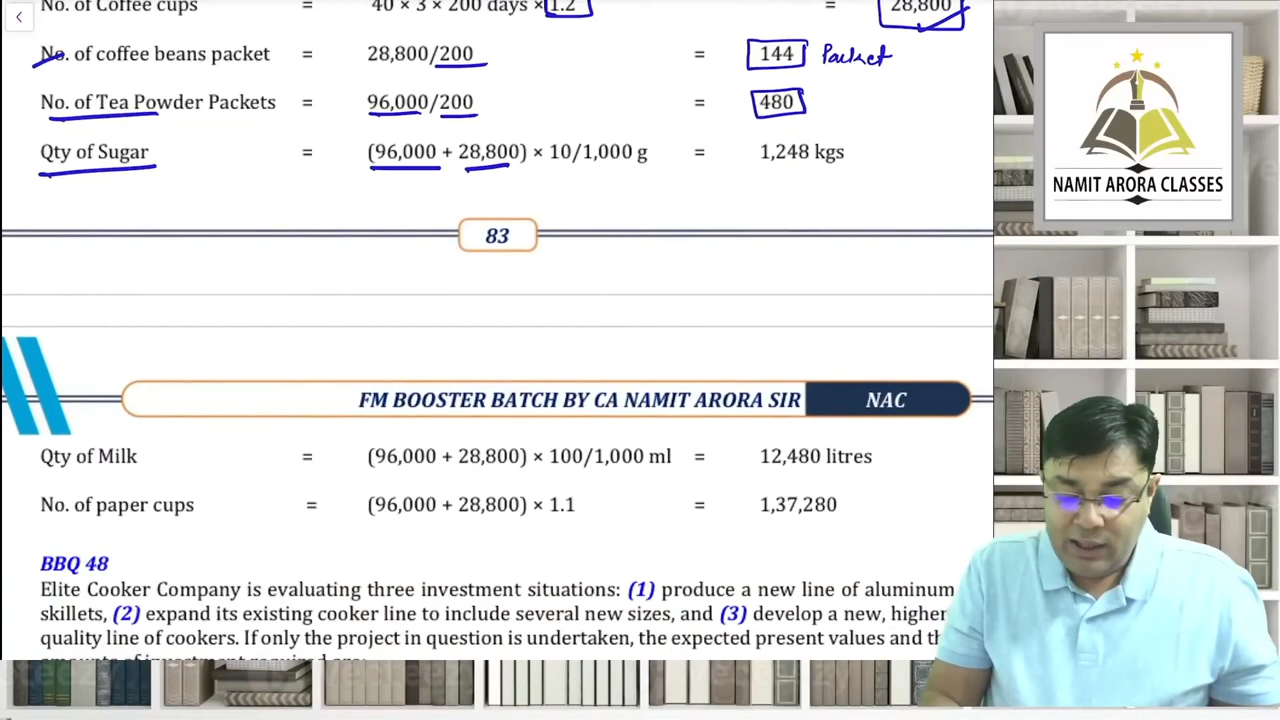 No. of Coffee cups = 40 × 3 × 200 days × 1.2 = 28,800
No. of coffee beans packet = 28,800/200 = 144 Packet
No. of Tea Powder Packets = 96,000/200 = 480
Qty of Sugar = (96,000 + 28,800) × 10/1,000 g = 1,248 kgs
NAMIT ARORA CLASSES
83
FM BOOSTER BATCH BY CA NAMIT ARORA SIR NAC
Qty of Milk = (96,000 + 28,800) × 100/1,000 ml = 12,480 litres
No. of paper cups = (96,000 + 28,800) × 1.1 = 1,37,280
BBQ 48
Elite Cooker Company is evaluating three investment situations: (1) produce a new line of aluminum
skillets, (2) expand its existing cooker line to include several new sizes, and (3) develop a new, higher
quality line of cookers. If only the project in question is undertaken, the expected present values and